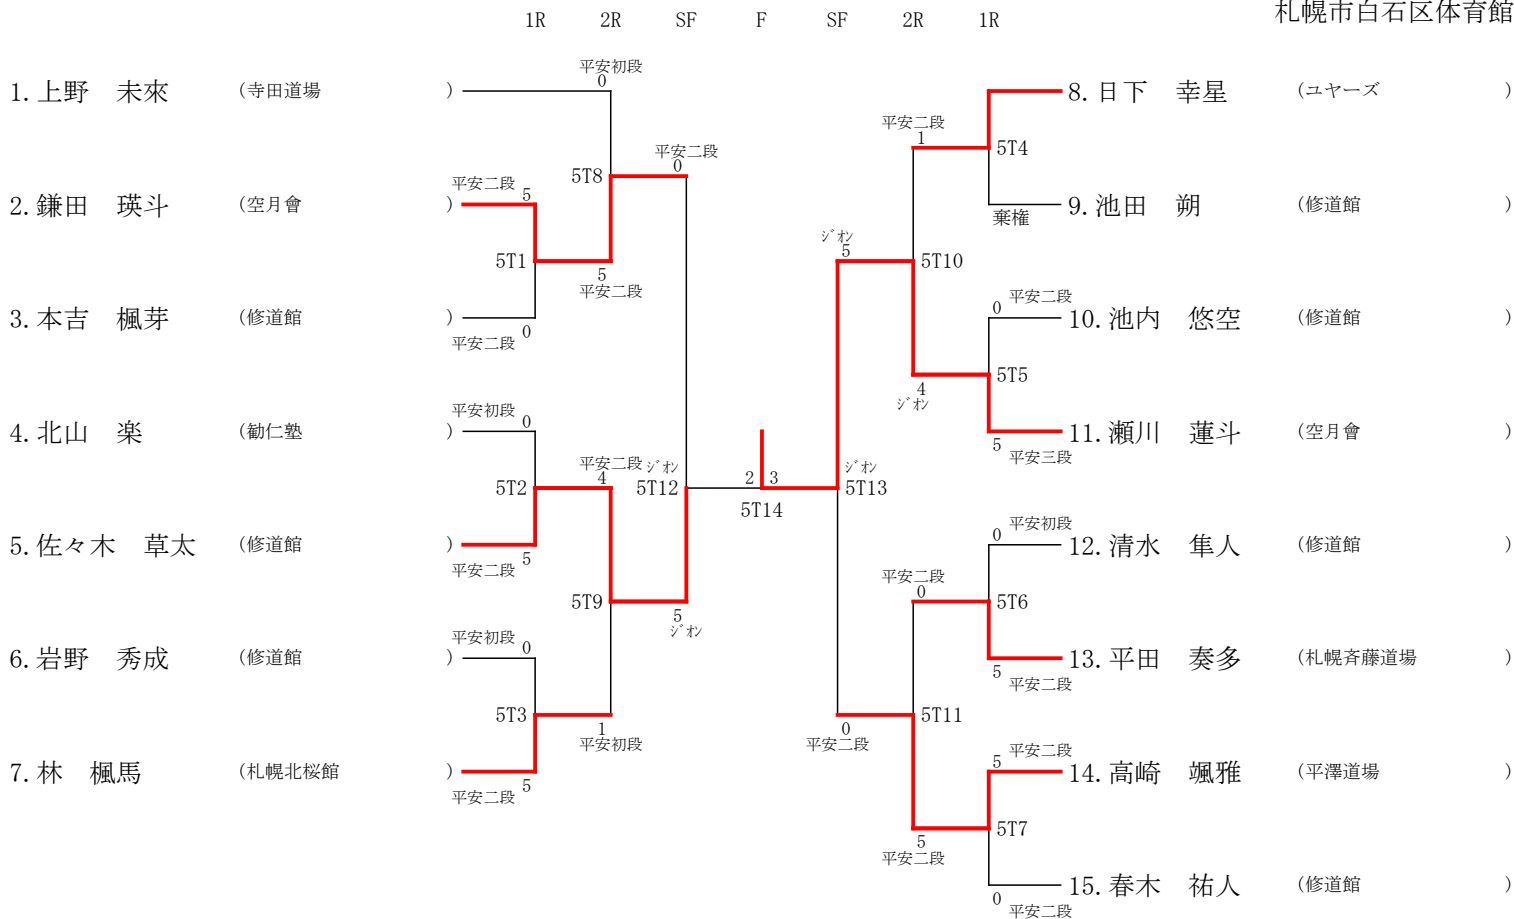 札幌市白石区体育館
1R 2R SF F SF 2R 1R
平安初段
0
1. 上野 未來 (寺田道場 )
8. 日下 幸星 (ユヤーズ )
平安二段
1
5T4
平安二段
0
5T8
平安二段 5
2. 鎌田 瑛斗 (空月會 )
9. 池田 朔 (修道館 )
棄権
ジオン
5
5T1
5T10
5
平安二段
0 平安二段
3. 本吉 楓芽 (修道館 )
10. 池内 悠空 (修道館 )
平安二段 0
5T5
4
ジオン
平安初段 0
4. 北山 楽 (勧仁塾 )
11. 瀬川 蓮斗 (空月會 )
5 平安三段
平安二段 ジオン
4
ジオン
5T2
5T12
2 3
5T13
5T14
0 平安初段
5. 佐々木 草太 (修道館 )
12. 清水 隼人 (修道館 )
平安二段 5
平安二段
0
5T9
5T6
5
ジオン
平安初段 0
6. 岩野 秀成 (修道館 )
13. 平田 奏多 (札幌斉藤道場 )
5 平安二段
5T3
5T11
1
平安初段
0
平安二段
5 平安二段
7. 林 楓馬 (札幌北桜館 )
14. 高崎 颯雅 (平澤道場 )
平安二段 5
5T7
5
平安二段
15. 春木 祐人 (修道館 )
0 平安二段